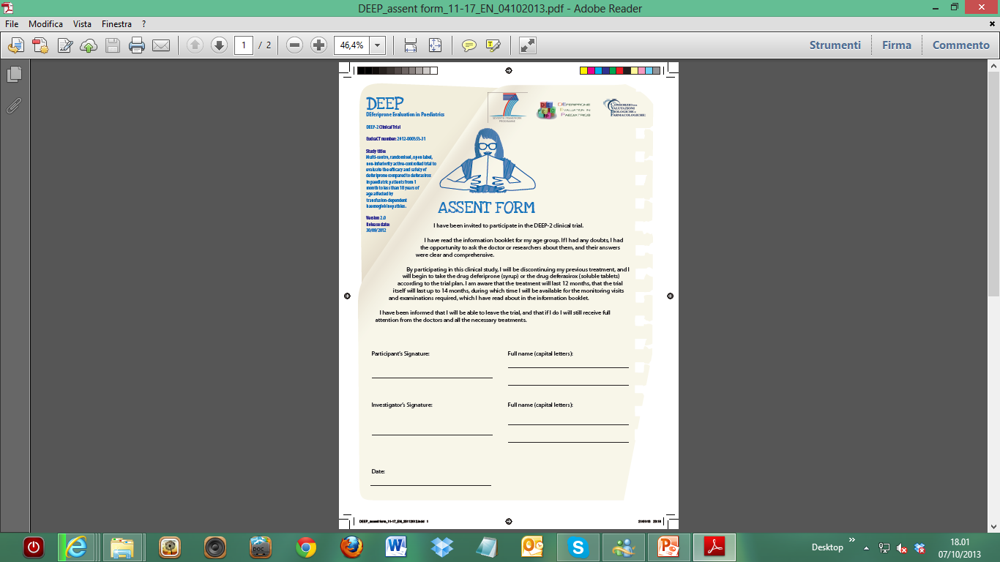 DEEP_assent form_11-17_EN_04102013.pdf - Adobe Reader
File Modifica Vista Finestra ?
1 / 2 46,4% Strumenti Firma Commento
DEEP
DEferiprone Evaluation in Paediatrics
DEEP-2 Clinical Trial
EudraCT number: 2012-000353-31
Study title:
Multi-centre, randomised, open label,
non-inferiority active-controlled trial to
evaluate the efficacy and safety of
deferiprone compared to deferasirox
in paediatric patients from 1
month to less than 18 years of
age affected by
transfusion-dependent
haemoglobinopathies.
Version 2.0
Release date:
30/09/2012
7
SEVENTH FRAMEWORK
PROGRAMME
DEFERIPRONE
EVALUATION IN
PAEDIATRICS
CONSORZIO PER
VALUTAZIONI
BIOLOGICHE E
FARMACOLOGICHE
ASSENT FORM
I have been invited to participate in the DEEP-2 clinical trial.
I have read the information booklet for my age group. If I had any doubts, I had
the opportunity to ask the doctor or researchers about them, and their answers
were clear and comprehensive.
By participating in this clinical study, I will be discontinuing my previous treatment, and I
will begin to take the drug deferiprone (syrup) or the drug deferasirox (soluble tablets)
according to the trial plan. I am aware that the treatment will last 12 months, that the trial
itself will last up to 14 months, during which time I will be available for the monitoring visits
and examinations required, which I have read about in the information booklet.
I have been informed that I will be able to leave the trial, and that if I do I will still receive full
attention from the doctors and all the necessary treatments.
Participant's Signature: Full name (capital letters):
Investigator's Signature: Full name (capital letters):
Date:
Desktop
18.01
07/10/2013